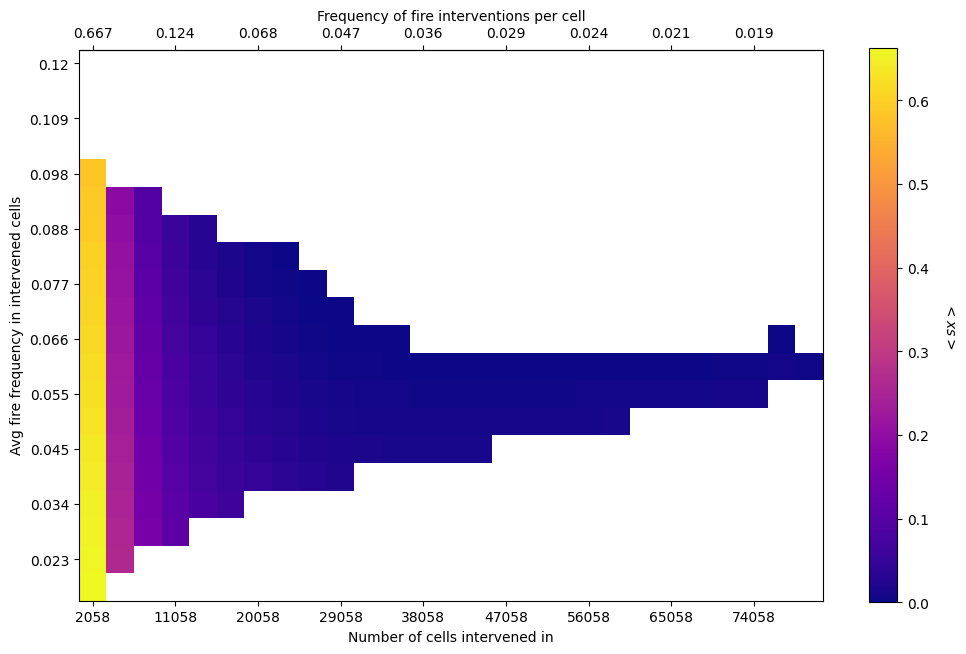 Frequency of fire interventions per cell
0.667 0.124 0.068 0.047 0.036 0.029 0.024 0.021 0.019
Avg fire frequency in intervened cells
0.12
0.109
0.098
0.088
0.077
0.066
0.055
0.045
0.034
0.023
2058 11058 20058 29058 38058 47058 56058 65058 74058
Number of cells intervened in
0.6
0.5
0.4
0.3
0.2
0.1
0.0
< sx >